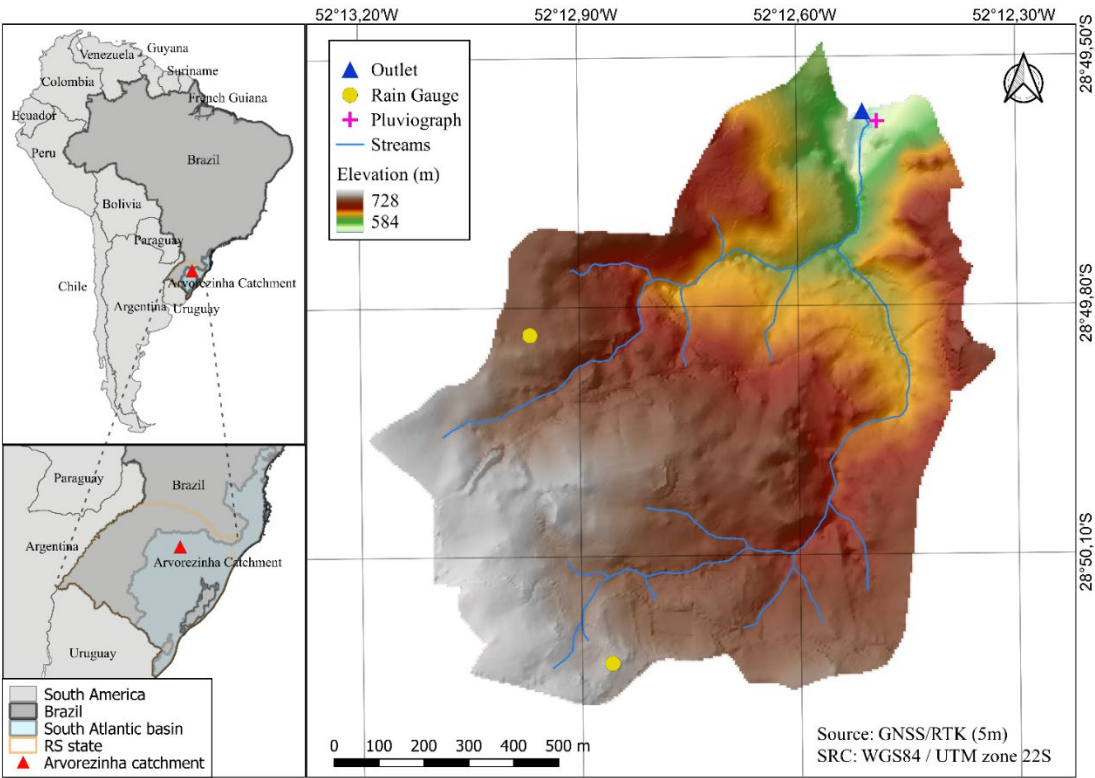 Venezuela
Guyana
Suriname
French Guiana
Colombia
Ecuador
Peru
Brazil
Bolivia
Paraguay
Chile
Arvorezinha Catchment
Argentina
Uruguay
Paraguay
Brazil
Argentina
Arvorezinha Catchment
Uruguay
South America
Brazil
South Atlantic basin
RS state
Arvorezinha catchment
52°13,20'W
52°12,90'W
52°12,60'W
52°12,30'W
28°49,50'S
28°49,80'S
28°50,10'S
Outlet
Rain Gauge
Pluviograph
Streams
Elevation (m)
728
584
0 100 200 300 400 500 m
Source: GNSS/RTK (5m)
SRC: WGS84 / UTM zone 22S